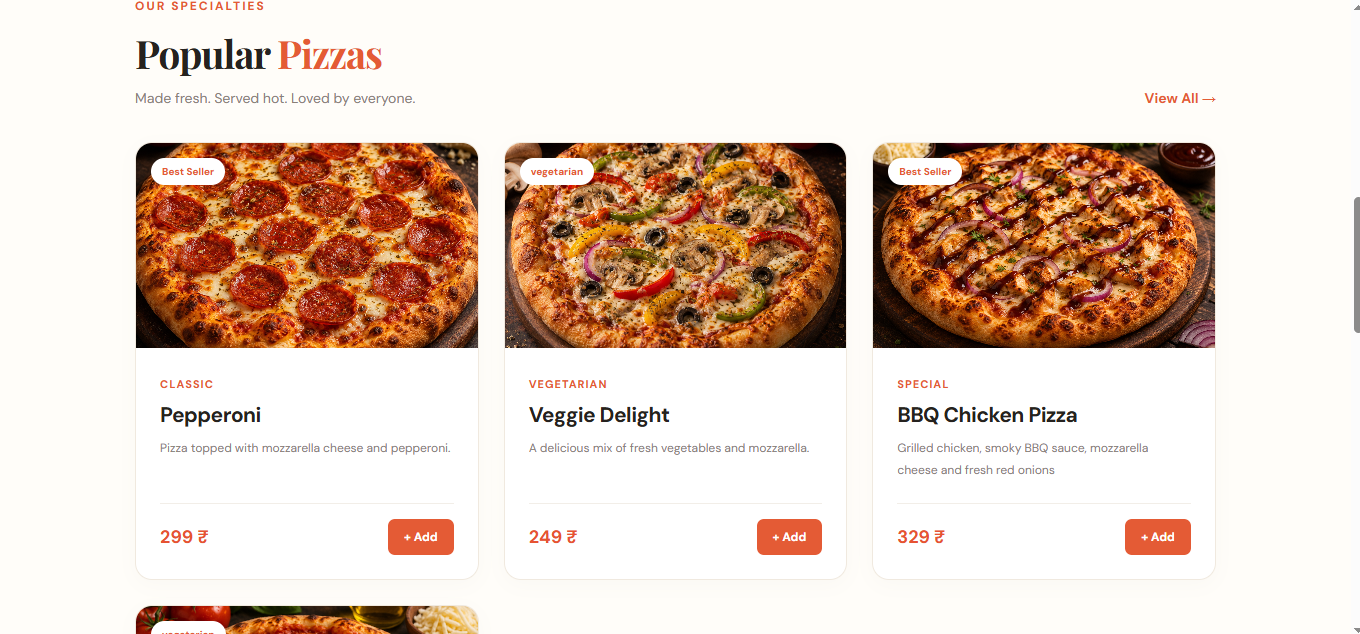 OUR SPECIALTIES
Popular Pizzas
Made fresh. Served hot. Loved by everyone.
View All →
Best Seller
vegetarian
Best Seller
CLASSIC
Pepperoni
Pizza topped with mozzarella cheese and pepperoni.
299 ₹
+ Add
VEGETARIAN
Veggie Delight
A delicious mix of fresh vegetables and mozzarella.
249 ₹
+ Add
SPECIAL
BBQ Chicken Pizza
Grilled chicken, smoky BBQ sauce, mozzarella
cheese and fresh red onions
329 ₹
+ Add
vegetarian